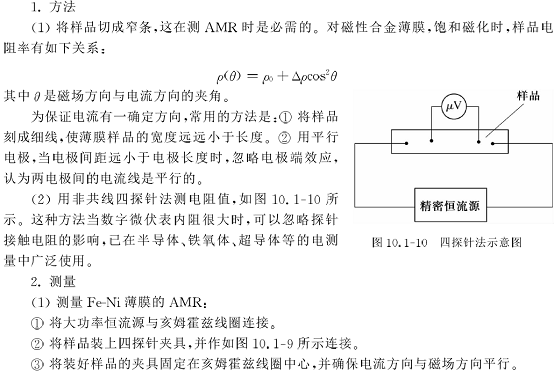 1. 方法
(1) 将样品切成窄条,这在测 AMR 时是必需的。对磁性合金薄膜,饱和磁化时,样品电
阻率有如下关系:
ρ(θ) = ρ₀ + Δρcos²θ
其中 θ 是磁场方向与电流方向的夹角。
为保证电流有一确定方向,常用的方法是:① 将样品
刻成细线,使薄膜样品的宽度远远小于长度。② 用平行
电极,当电极间距远小于电极长度时,忽略电极端效应,
认为两电极间的电流线是平行的。
(2) 用非共线四探针法测电阻值,如图 10.1-10 所
示。这种方法当数字微伏表内阻很大时,可以忽略探针
接触电阻的影响,已在半导体、铁氧体、超导体等的电测
量中广泛使用。
μV
样品
精密恒流源
图 10.1-10 四探针法示意图
2. 测量
(1) 测量 Fe-Ni 薄膜的 AMR:
① 将大功率恒流源与亥姆霍兹线圈连接。
② 将样品装上四探针夹具,并作如图 10.1-9 所示连接。
③ 将装好样品的夹具固定在亥姆霍兹线圈中心,并确保电流方向与磁场方向平行。